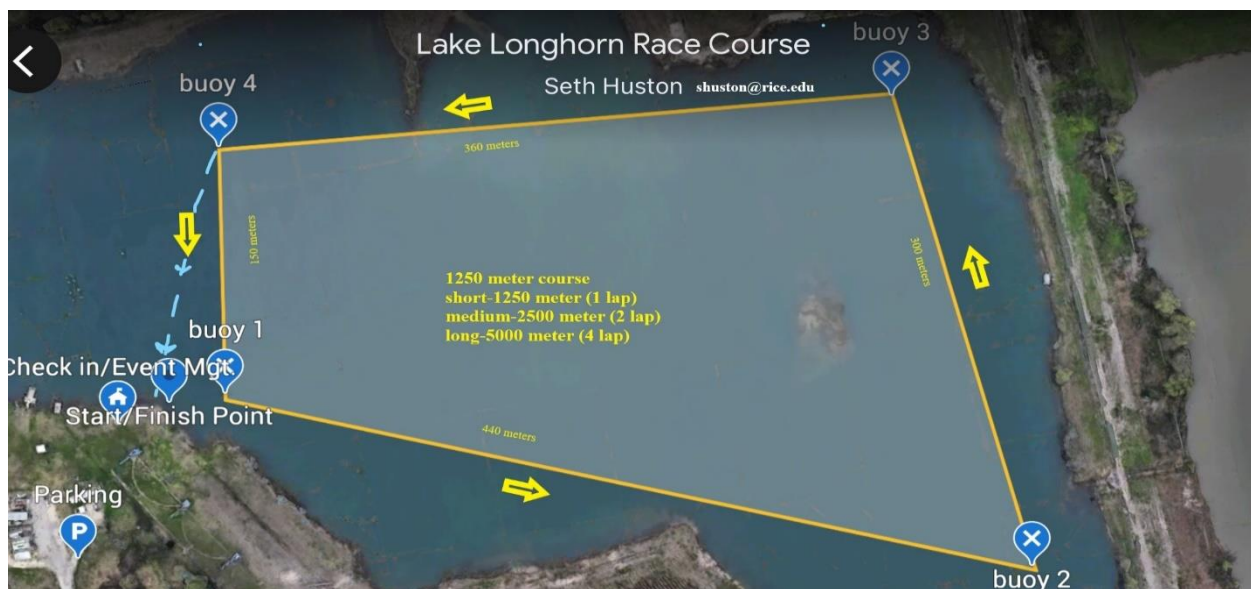 Lake Longhorn Race Course
Seth Huston shuston@rice.edu
buoy 3
buoy 4
360 meters
150 meters
300 meters
1250 meter course
short-1250 meter (1 lap)
medium-2500 meter (2 lap)
long-5000 meter (4 lap)
buoy 1
Check in/Event Mgt.
Start/Finish Point
440 meters
Parking
P
buoy 2